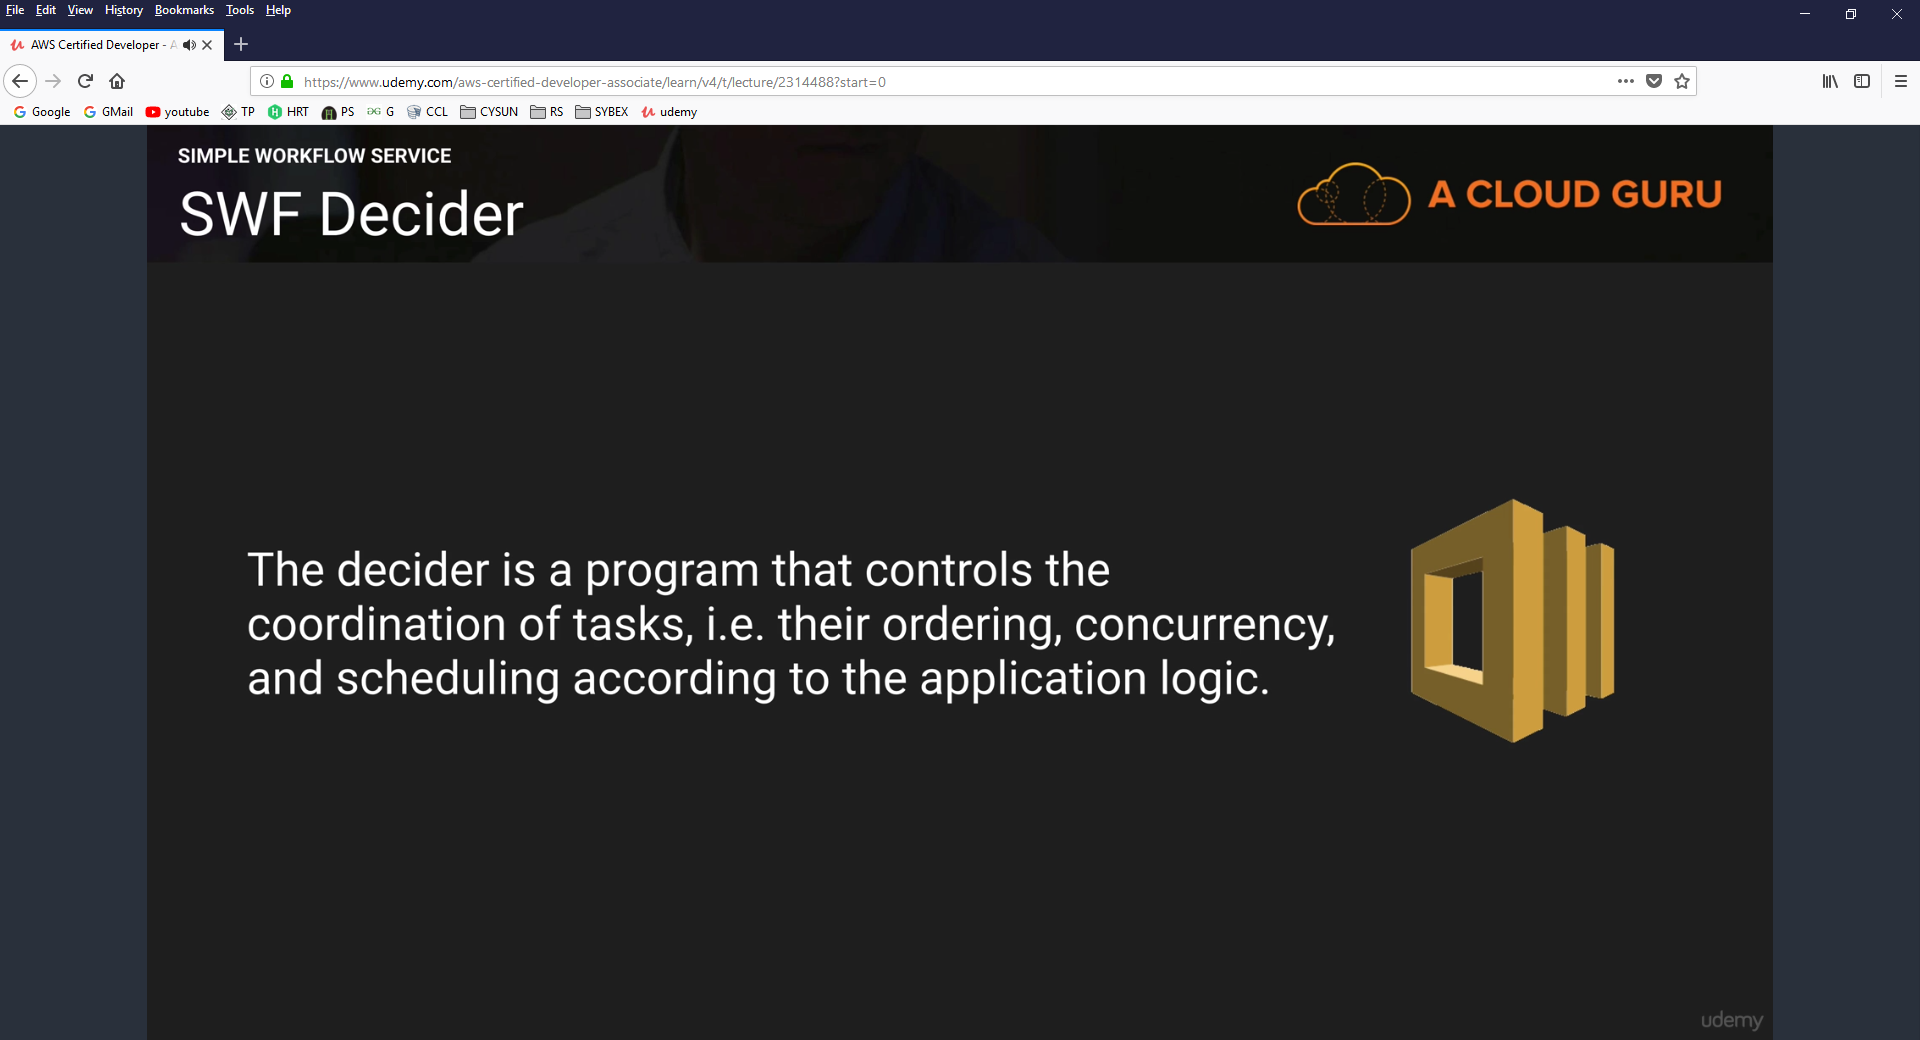 File Edit View History Bookmarks Tools Help
AWS Certified Developer - A
https://www.udemy.com/aws-certified-developer-associate/learn/v4/t/lecture/2314488?start=0
Google GMail youtube TP HRT PS G CCL CYSUN RS SYBEX udemy
SIMPLE WORKFLOW SERVICE
SWF Decider
A CLOUD GURU
The decider is a program that controls the
coordination of tasks, i.e. their ordering, concurrency,
and scheduling according to the application logic.
udemy